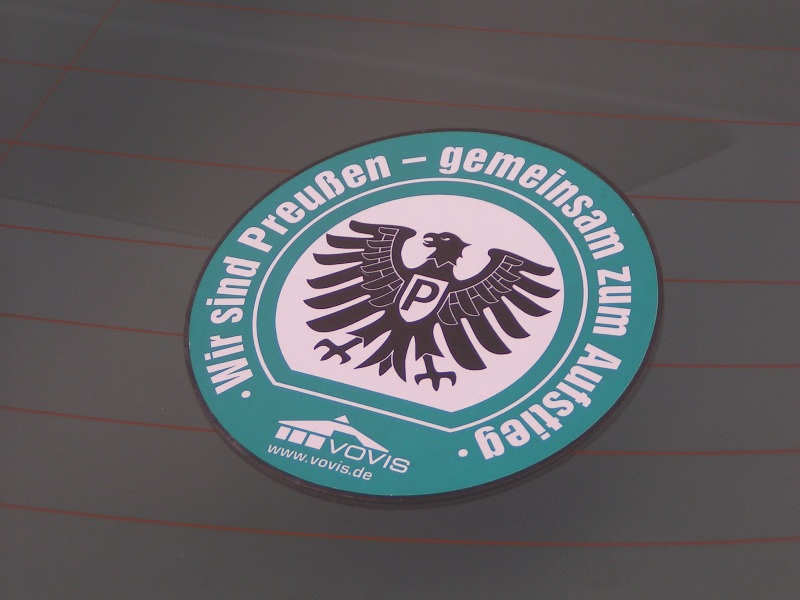 · Wir sind Preußen – gemeinsam zum Aufstieg ·
P
VOVIS
www.vovis.de